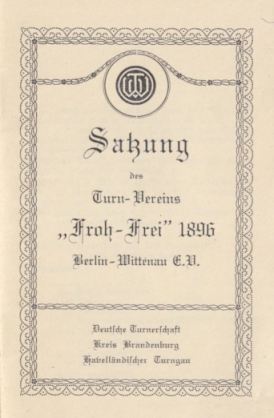 Satzung
des
Turn-Vereins
„Froh-Frei” 1896
Berlin-Wittenau E.V.
Deutsche Turnerschaft
Kreis Brandenburg
Havelländischer Turngau